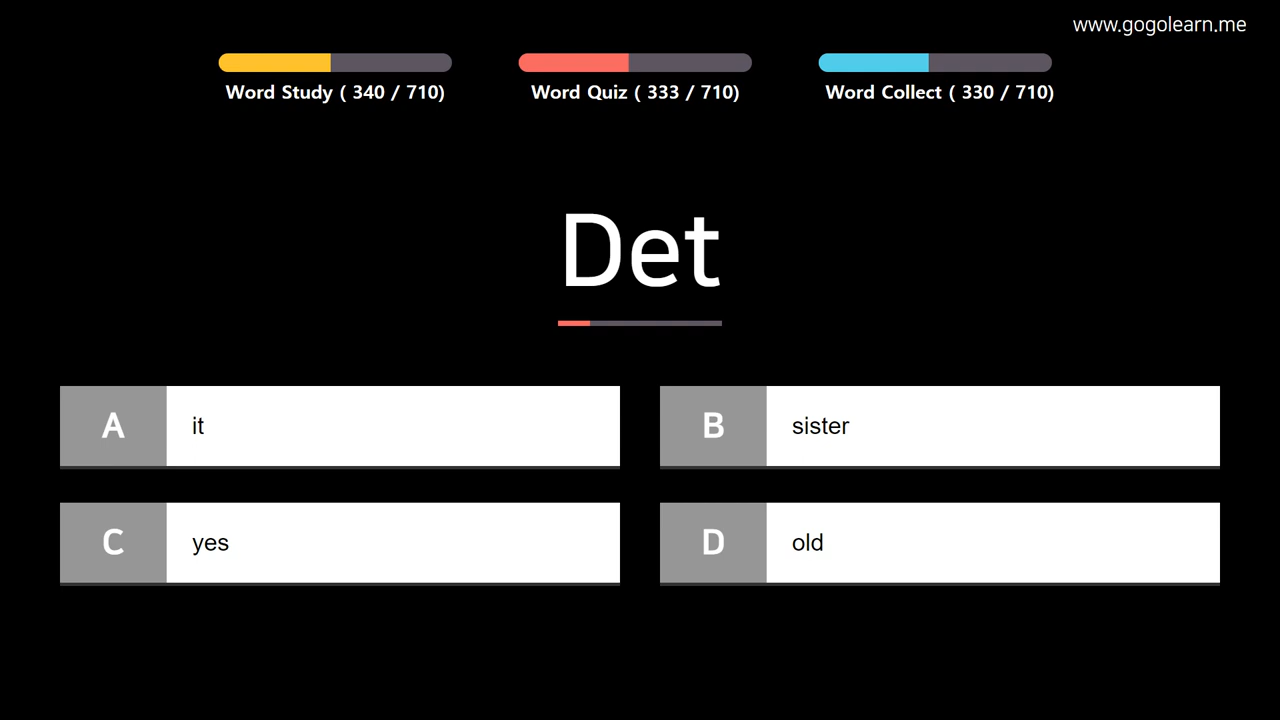 www.gogolearn.me
Word Study ( 340 / 710)
Word Quiz ( 333 / 710)
Word Collect ( 330 / 710)
Det
A it
B sister
C yes
D old